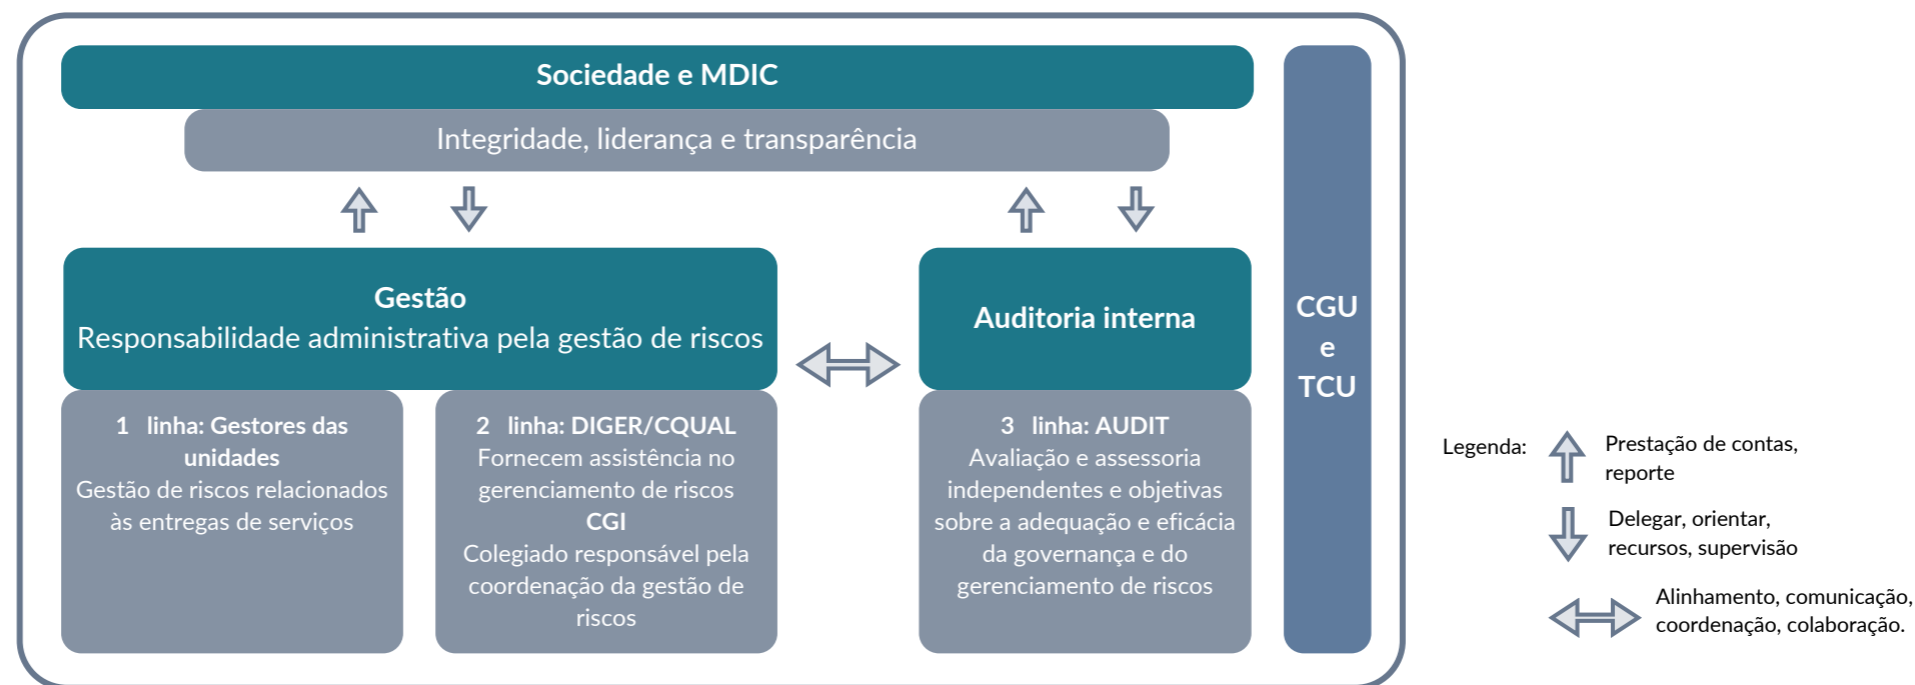 Sociedade e MDIC
Integridade, liderança e transparência
Gestão
Responsabilidade administrativa pela gestão de riscos
Auditoria interna
1 linha: Gestores das
unidades
Gestão de riscos relacionados
às entregas de serviços
2 linha: DIGER/CQUAL
Fornecem assistência no
gerenciamento de riscos
CGI
Colegiado responsável pela
coordenação da gestão de
riscos
3 linha: AUDIT
Avaliação e assessoria
independentes e objetivas
sobre a adequação e eficácia
da governança e do
gerenciamento de riscos
CGU
e
TCU
Legenda:
Prestação de contas,
reporte
Delegar, orientar,
recursos, supervisão
Alinhamento, comunicação,
coordenação, colaboração.